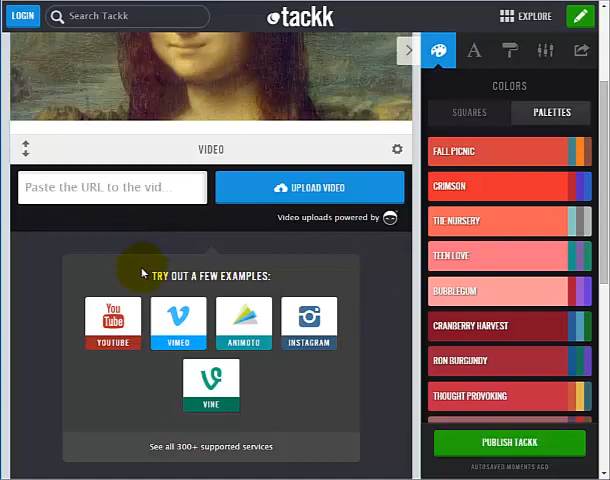 LOGIN
Search Tackk
tackk
EXPLORE
COLORS
SQUARES
PALETTES
FALL PICNIC
CRIMSON
THE NURSERY
TEEN LOVE
BUBBLEGUM
CRANBERRY HARVEST
RON BURGUNDY
THOUGHT PROVOKING
PUBLISH TACKK
AUTOSAVED MOMENTS AGO
VIDEO
Paste the URL to the vid...
UPLOAD VIDEO
Video uploads powered by
TRY OUT A FEW EXAMPLES:
You Tube
YOUTUBE
VIMEO
ANIMOTO
INSTAGRAM
VINE
See all 300+ supported services